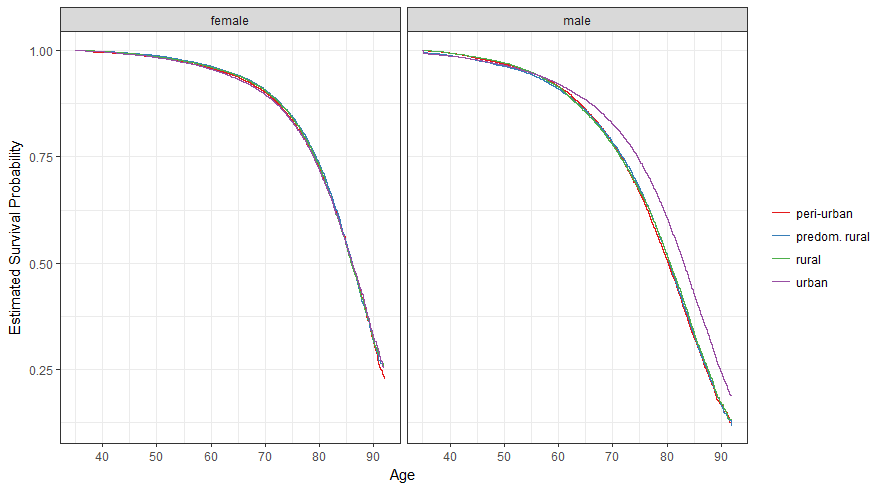 female
male
1.00
0.75
0.50
0.25
Estimated Survival Probability
40 50 60 70 80 90
40 50 60 70 80 90
Age
peri-urban
predom. rural
rural
urban